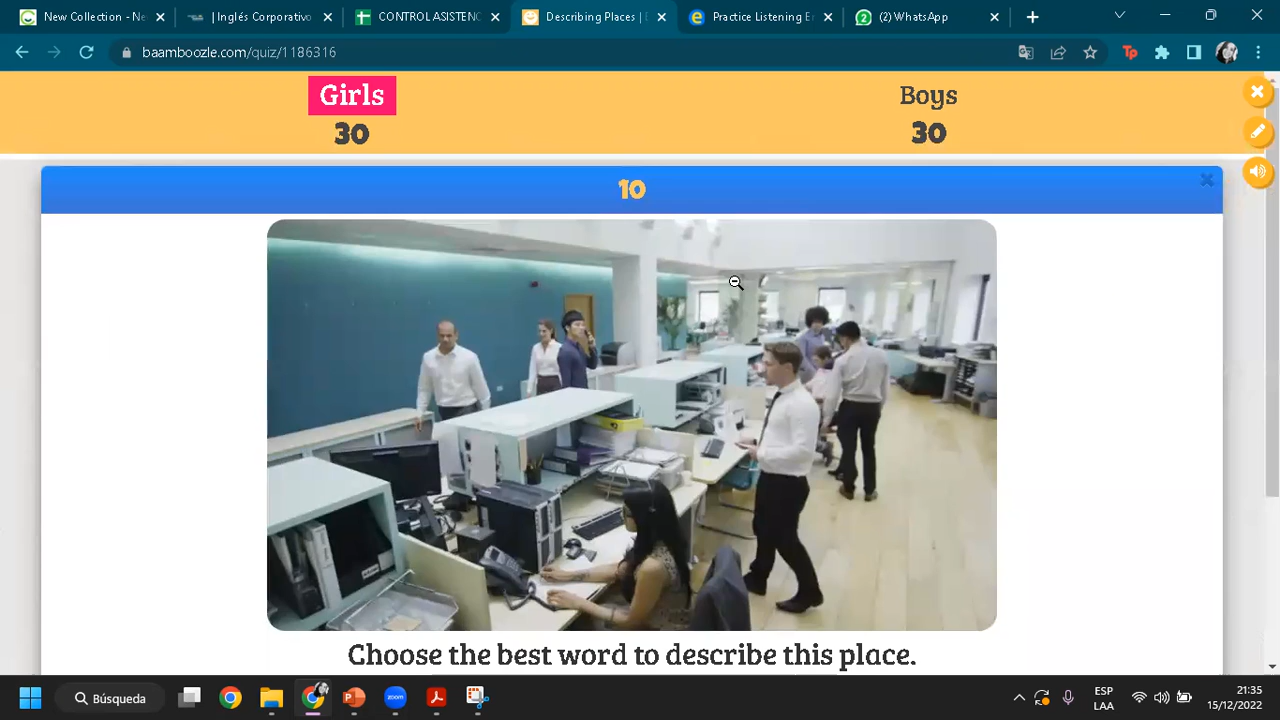 New Collection - Ne
| Inglés Corporativo
CONTROL ASISTENC
Describing Places | B
Practice Listening En
(2) WhatsApp
baamboozle.com/quiz/1186316
Girls
Boys
30
30
10
Choose the best word to describe this place.
Búsqueda
ESP
LAA
21:35
15/12/2022